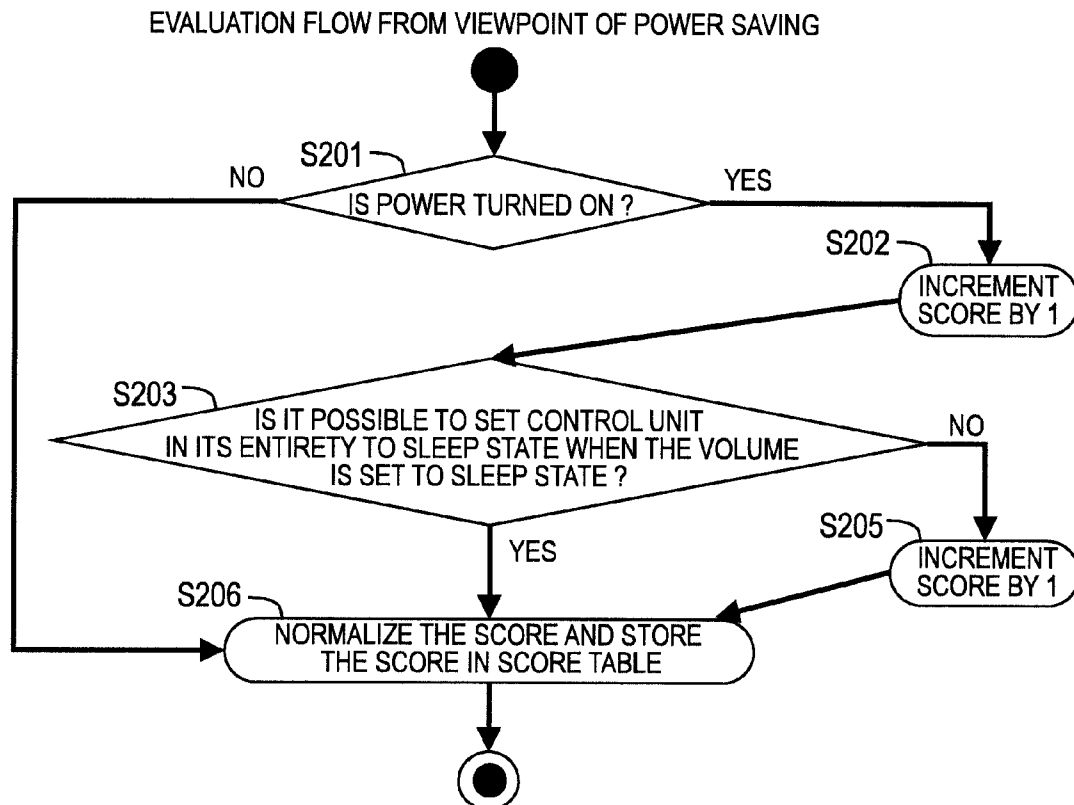 EVALUATION FLOW FROM VIEWPOINT OF POWER SAVING
S201
NO
YES
IS POWER TURNED ON ?
S202
INCREMENT
SCORE BY 1
S203
IS IT POSSIBLE TO SET CONTROL UNIT
IN ITS ENTIRETY TO SLEEP STATE WHEN THE VOLUME
IS SET TO SLEEP STATE ?
NO
YES
S205
INCREMENT
SCORE BY 1
S206
NORMALIZE THE SCORE AND STORE
THE SCORE IN SCORE TABLE